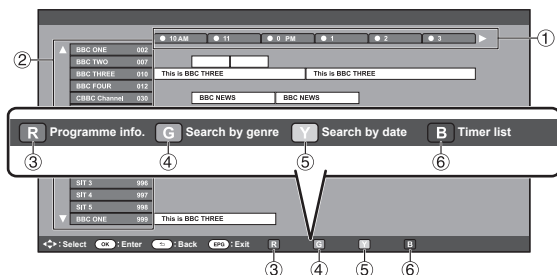 ● 10 AM ● 11 ● 0 PM ● 1 ● 2 ● 3 ①
②
BBC ONE 002
BBC TWO 007
BBC THREE 010 This is BBC THREE This is BBC THREE
BBC FOUR 012
CBBC Channel 030 BBC NEWS BBC NEWS
R Programme info. G Search by genre Y Search by date B Timer list
③ ④ ⑤ ⑥
SIT 3 996
SIT 4 997
SIT 5 998
BBC ONE 999 This is BBC THREE
: Select OK : Enter : Back EPG : Exit R G Y B
③ ④ ⑤ ⑥